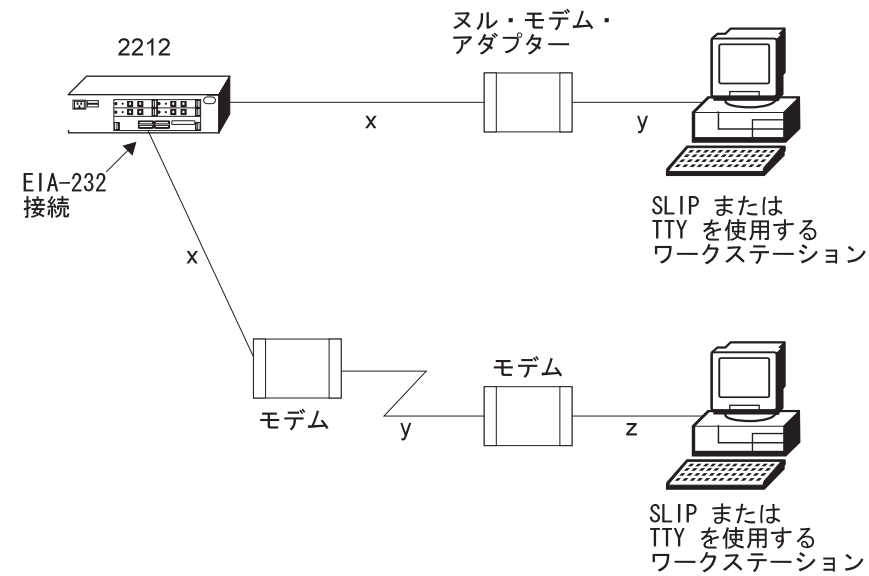 2212
ヌル・モデム・
アダプター
x
y
EIA-232
接続
SLIP または
TTY を使用する
ワークステーション
x
モデム
モデム
y
z
SLIP または
TTY を使用する
ワークステーション